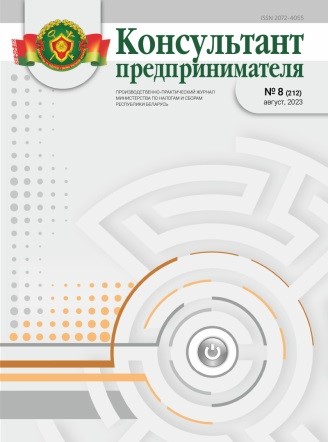 ISSN 2072-4055
Консультант
предпринимателя
ПРОИЗВОДСТВЕННО-ПРАКТИЧЕСКИЙ ЖУРНАЛ
МИНИСТЕРСТВА ПО НАЛОГАМ И СБОРАМ
РЕСПУБЛИКИ БЕЛАРУСЬ
№ 8 (212)
август, 2023